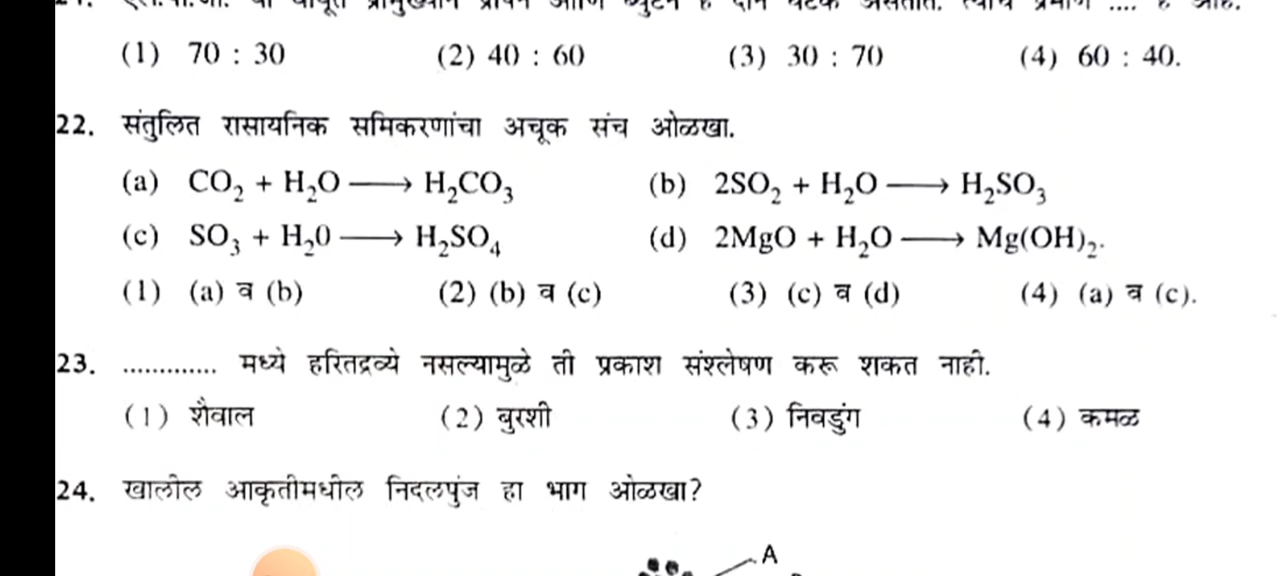 (1) 70 : 30 (2) 40 : 60 (3) 30 : 70 (4) 60 : 40.
22. संतुलित रासायनिक समिकरणांचा अचूक संच ओळखा.
(a) CO₂ + H₂O ⟶ H₂CO₃ (b) 2SO₂ + H₂O ⟶ H₂SO₃
(c) SO₃ + H₂0 ⟶ H₂SO₄ (d) 2MgO + H₂O ⟶ Mg(OH)₂.
(1) (a) व (b) (2) (b) व (c) (3) (c) व (d) (4) (a) व (c).
23. ............. मध्ये हरितद्रव्ये नसल्यामुळे ती प्रकाश संश्लेषण करू शकत नाही.
(1) शैवाल (2) बुरशी (3) निवडुंग (4) कमळ
24. खालील आकृतीमधील निदलपुंज हा भाग ओळखा?
A